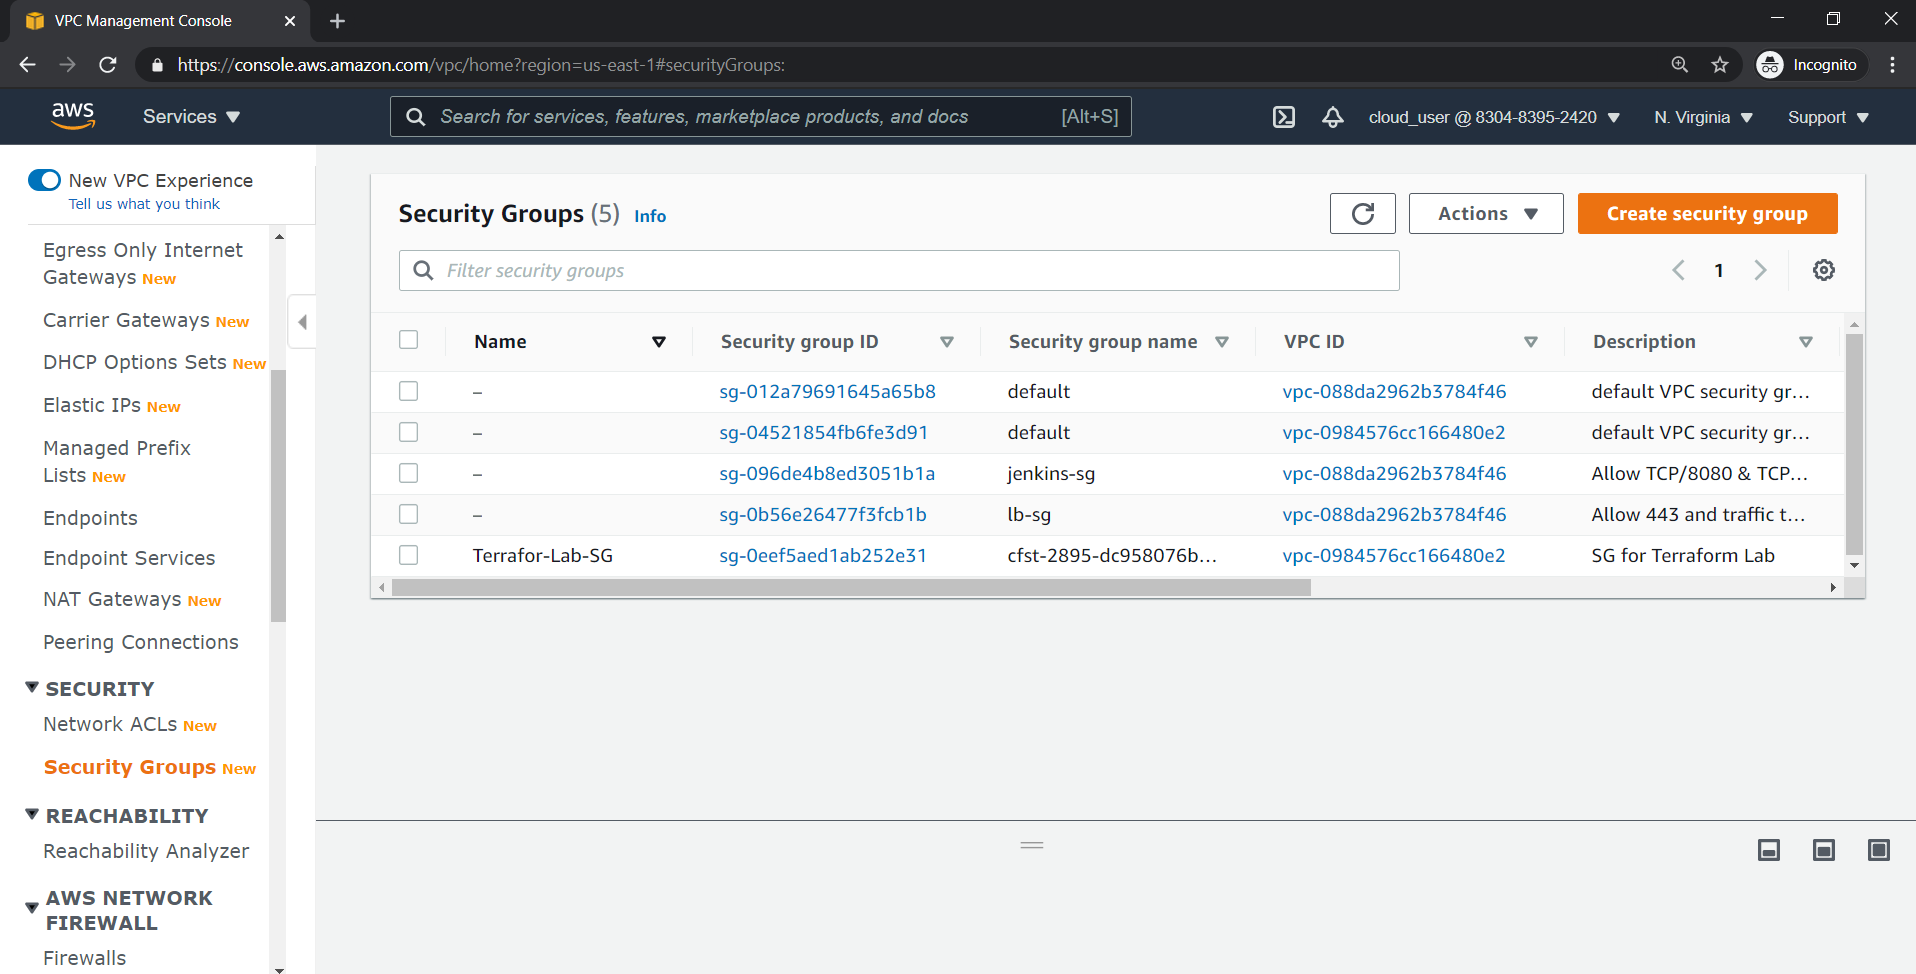 VPC Management Console
https://console.aws.amazon.com/vpc/home?region=us-east-1#securityGroups:
Incognito
aws
Services
Search for services, features, marketplace products, and docs
[Alt+S]
cloud_user @ 8304-8395-2420
N. Virginia
Support
New VPC Experience
Tell us what you think
Egress Only Internet
Gateways New
Carrier Gateways New
DHCP Options Sets New
Elastic IPs New
Managed Prefix
Lists New
Endpoints
Endpoint Services
NAT Gateways New
Peering Connections
SECURITY
Network ACLs New
Security Groups New
REACHABILITY
Reachability Analyzer
AWS NETWORK
FIREWALL
Firewalls
Security Groups (5) Info
Actions
Create security group
Filter security groups
1
Name Security group ID Security group name VPC ID Description
– sg-012a79691645a65b8 default vpc-088da2962b3784f46 default VPC security gr...
– sg-04521854fb6fe3d91 default vpc-0984576cc166480e2 default VPC security gr...
– sg-096de4b8ed3051b1a jenkins-sg vpc-088da2962b3784f46 Allow TCP/8080 & TCP...
– sg-0b56e26477f3fcb1b lb-sg vpc-088da2962b3784f46 Allow 443 and traffic t...
Terrafor-Lab-SG sg-0eef5aed1ab252e31 cfst-2895-dc958076b... vpc-0984576cc166480e2 SG for Terraform Lab